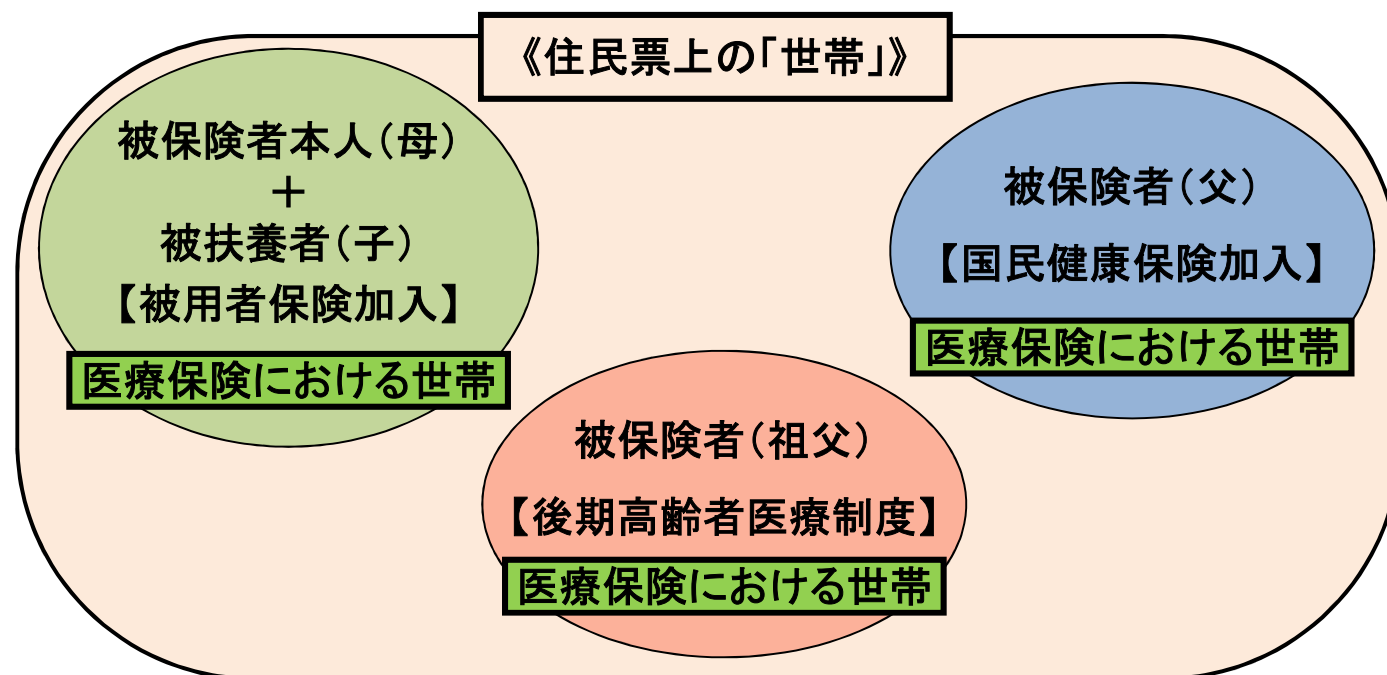 《住民票上の「世帯」》
被保険者本人（母）
＋
被扶養者（子）
【被用者保険加入】
医療保険における世帯
被保険者（父）
【国民健康保険加入】
医療保険における世帯
被保険者（祖父）
【後期高齢者医療制度】
医療保険における世帯